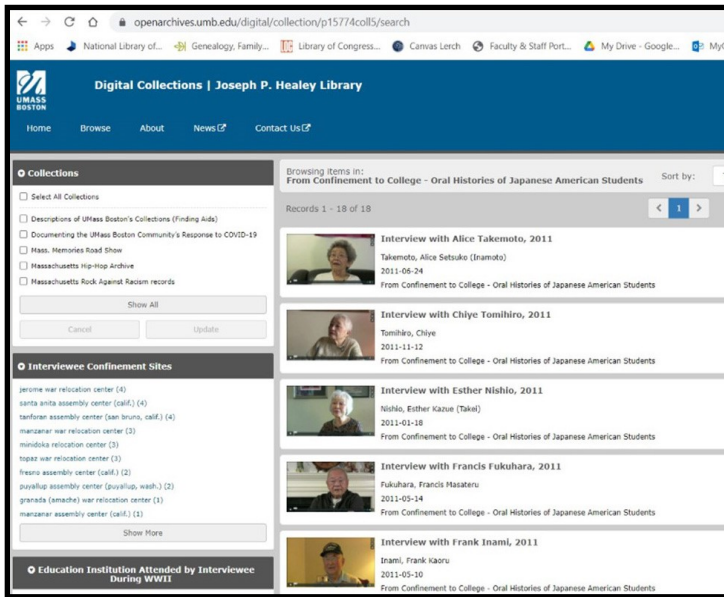 openarchives.umb.edu/digital/collection/p15774coll5/search
Apps National Library of... Genealogy, Family... Library of Congress... Canvas Lerch Faculty & Staff Port... My Drive - Google... MyC
UMASS
BOSTON
Digital Collections | Joseph P. Healey Library
Home Browse About News Contact Us
Collections
Select All Collections
Descriptions of UMass Boston's Collections (Finding Aids)
Documenting the UMass Boston Community's Response to COVID-19
Mass. Memories Road Show
Massachusetts Hip-Hop Archive
Massachusetts Rock Against Racism records
Show All
Cancel Update
Interviewee Confinement Sites
jerome war relocation center (4)
santa anita assembly center (calif.) (4)
tanforan assembly center (san bruno, calif.) (4)
manzanar war relocation center (3)
minidoka relocation center (3)
topaz war relocation center (3)
fresno assembly center (calif.) (2)
puyallup assembly center (puyallup, wash.) (2)
granada (amache) war relocation center (1)
manzanar assembly center (calif.) (1)
Show More
Education Institution Attended by Interviewee
During WWII
Browsing items in:
From Confinement to College - Oral Histories of Japanese American Students
Sort by:
Records 1 - 18 of 18
< 1 >
Interview with Alice Takemoto, 2011
Takemoto, Alice Setsuko (Inamoto)
2011-06-24
From Confinement to College - Oral Histories of Japanese American Students
Interview with Chiye Tomihiro, 2011
Tomihiro, Chiye
2011-11-12
From Confinement to College - Oral Histories of Japanese American Students
Interview with Esther Nishio, 2011
Nishio, Esther Kazue (Takei)
2011-01-18
From Confinement to College - Oral Histories of Japanese American Students
Interview with Francis Fukuhara, 2011
Fukuhara, Francis Masateru
2011-05-14
From Confinement to College - Oral Histories of Japanese American Students
Interview with Frank Inami, 2011
Inami, Frank Kaoru
2011-05-10
From Confinement to College - Oral Histories of Japanese American Students